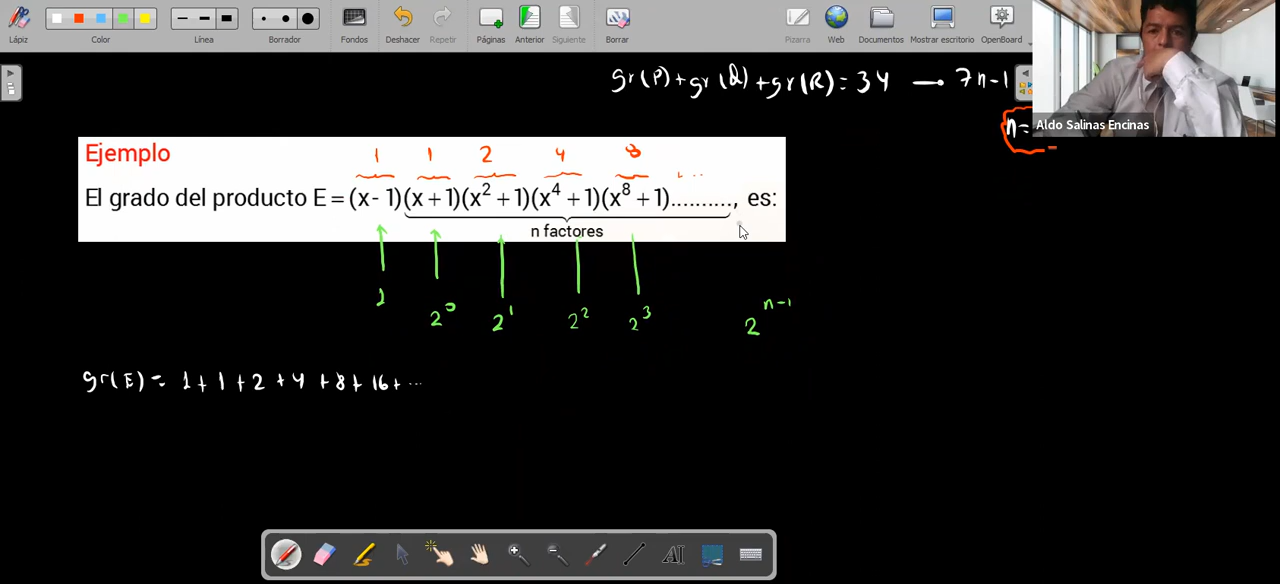 Lápiz Color Línea Borrador Fondos Deshacer Repetir Páginas Anterior Siguiente Borrar Pizarra Web Documentos Mostrar escritorio OpenBoard
gr(P)+gr(Q)+gr(R)=34 → 7n-1
n=
Aldo Salinas Encinas
Ejemplo
1 1 2 4 8 ...
El grado del producto E = (x - 1)(x + 1)(x² + 1)(x⁴ + 1)(x⁸ + 1).........., es:
n factores
1 2⁰ 2¹ 2² 2³ 2ⁿ⁻¹
gr(E) = 1 + 1 + 2 + 4 + 8 + 16 + ...
AI